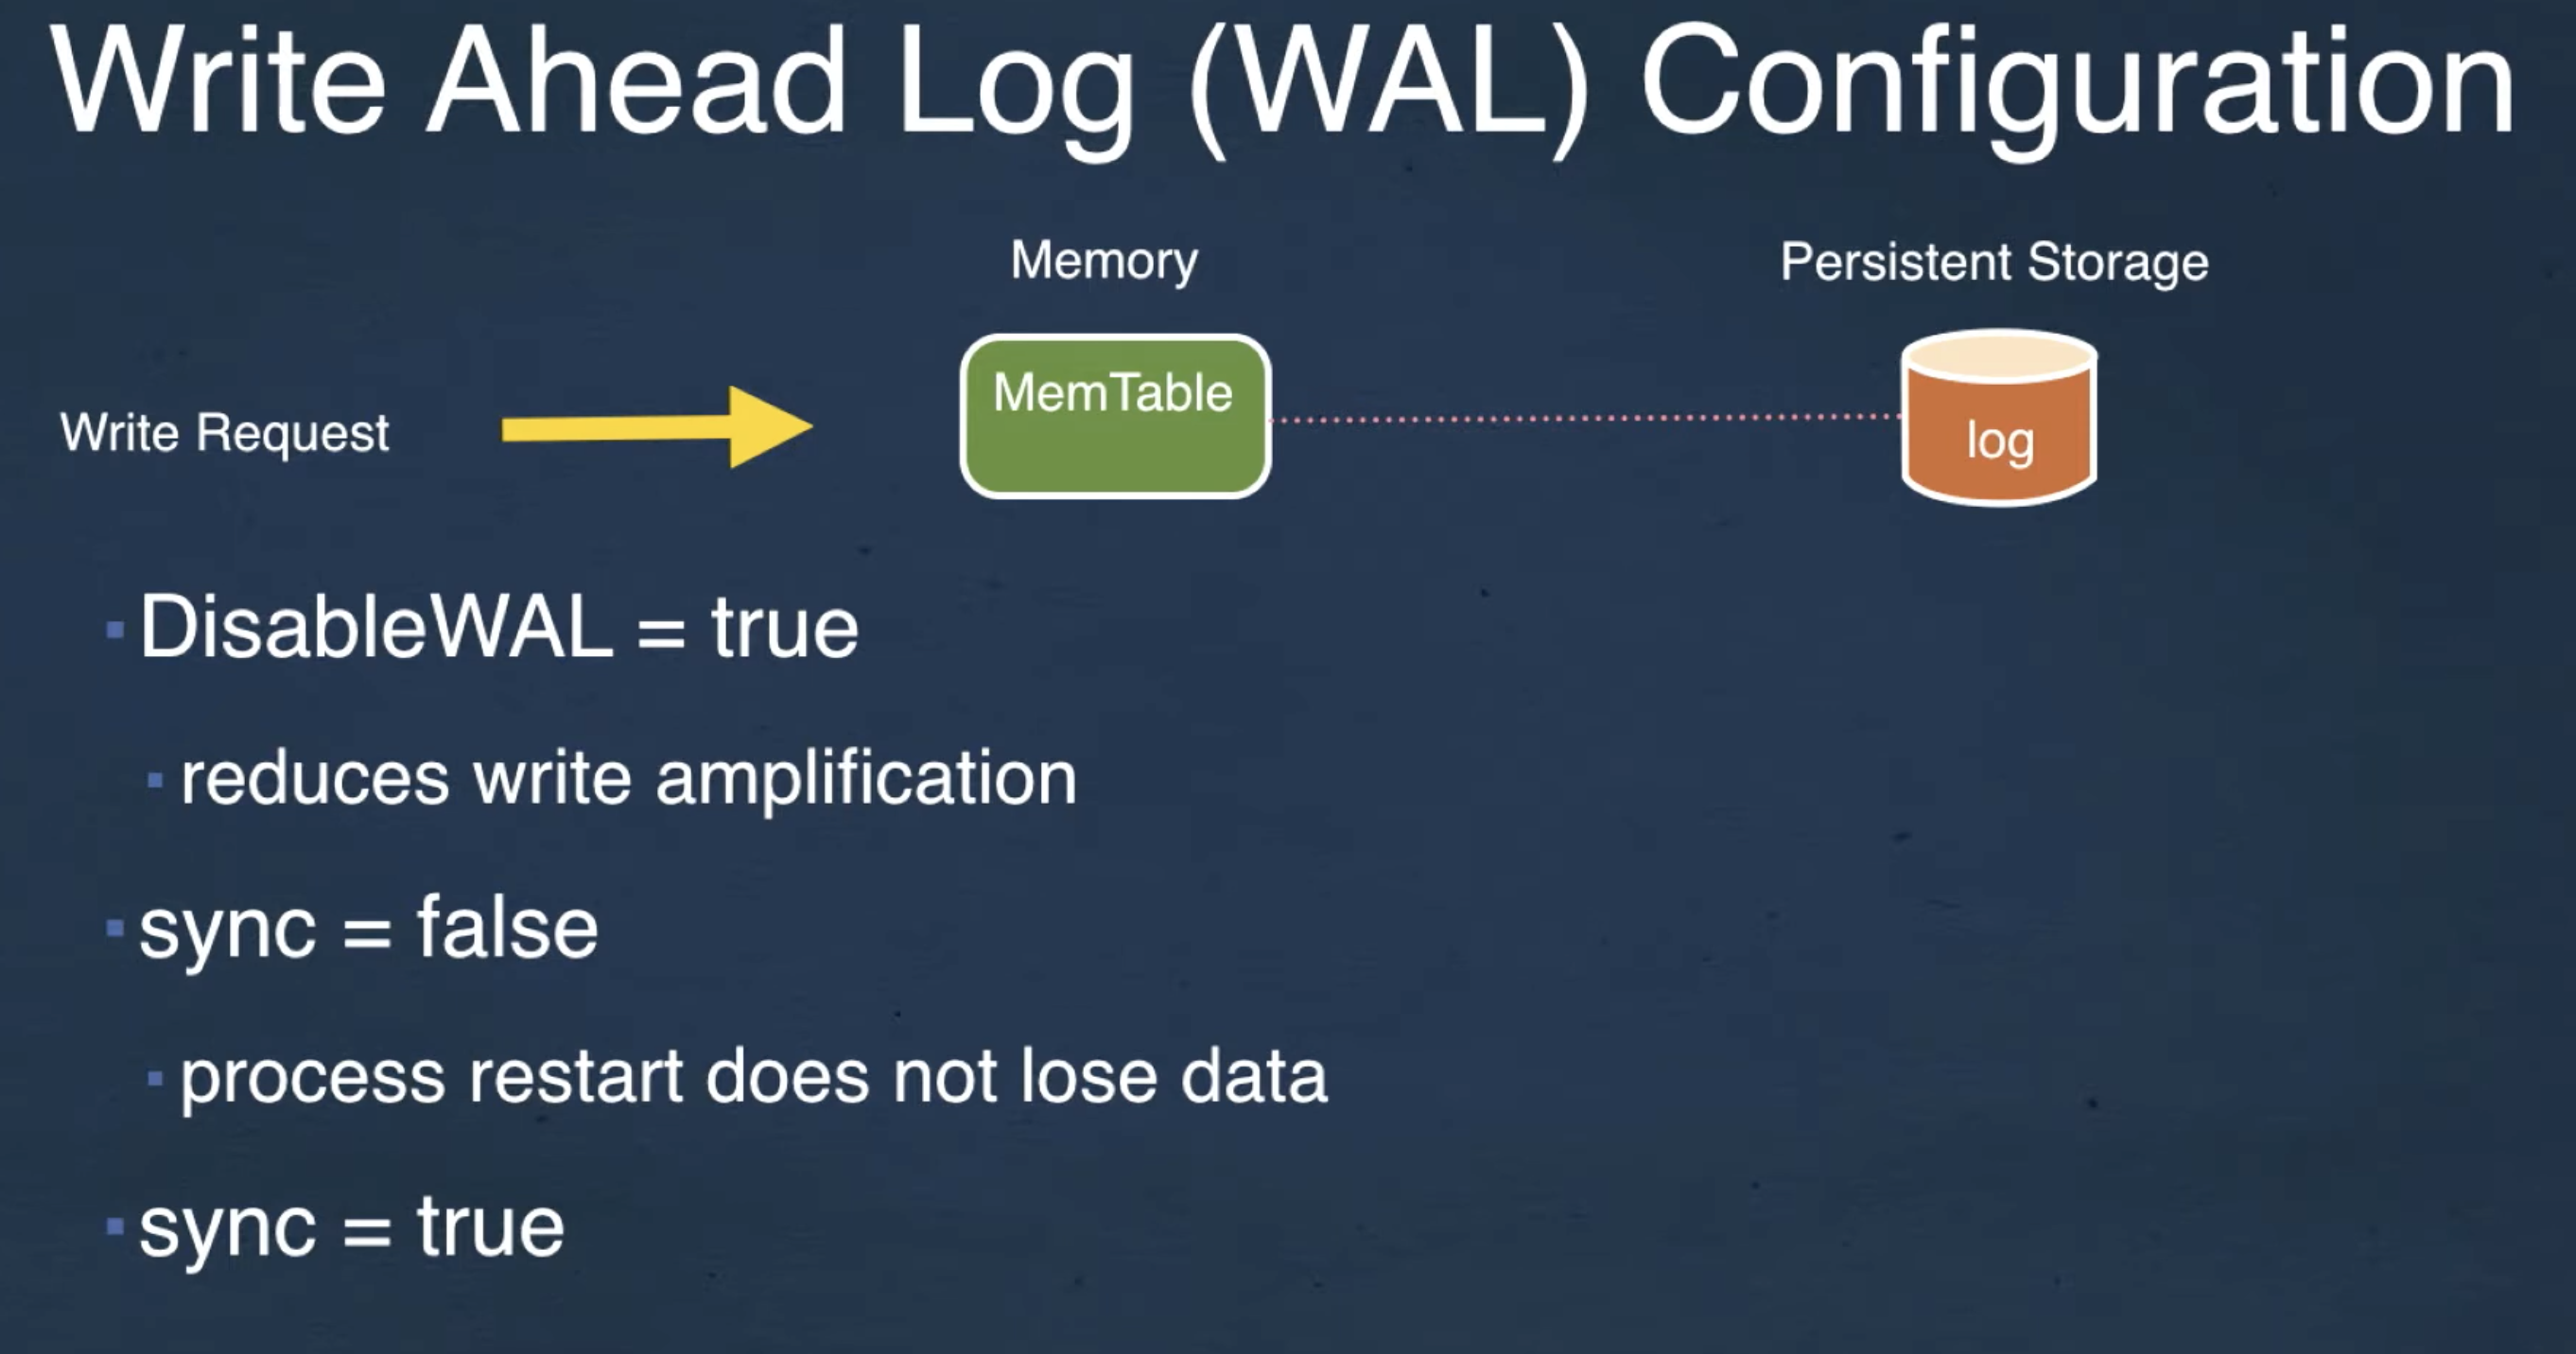 Write Ahead Log (WAL) Configuration
Memory
Persistent Storage
MemTable
Write Request
log
DisableWAL = true
reduces write amplification
sync = false
process restart does not lose data
sync = true